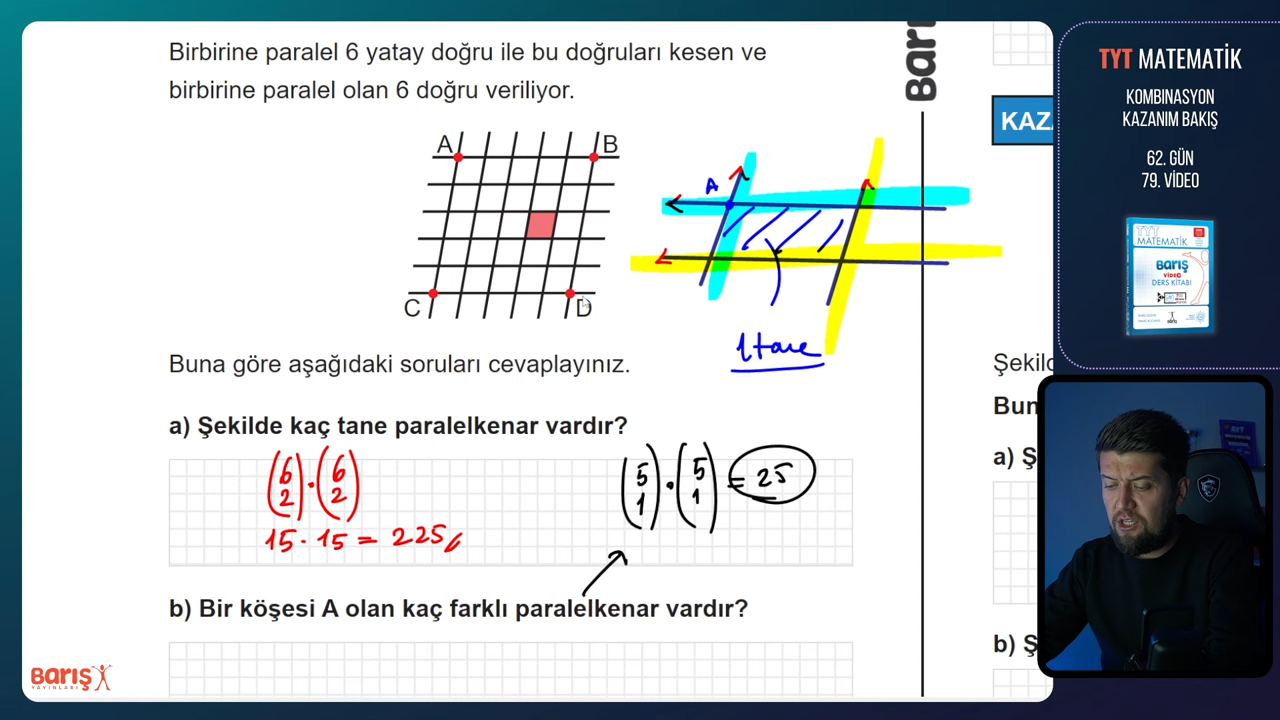 Birbirine paralel 6 yatay doğru ile bu doğruları kesen ve
birbirine paralel olan 6 doğru veriliyor.
A
B
C
D
A
1 tane
Buna göre aşağıdaki soruları cevaplayınız.
a) Şekilde kaç tane paralelkenar vardır?
(6 2) . (6 2)
15 . 15 = 225
(5 1) . (5 1) = 25
b) Bir köşesi A olan kaç farklı paralelkenar vardır?
BARIŞ
YAYINLARI
Barı
KAZ
Şekild
Bun
a) Ş
b) Ş
TYT MATEMATİK
KOMBINASYON
KAZANIM BAKIŞ
62. GÜN
79. VİDEO
TYT
MATEMATİK
BARIŞ
VİDEO
DERS KİTABI